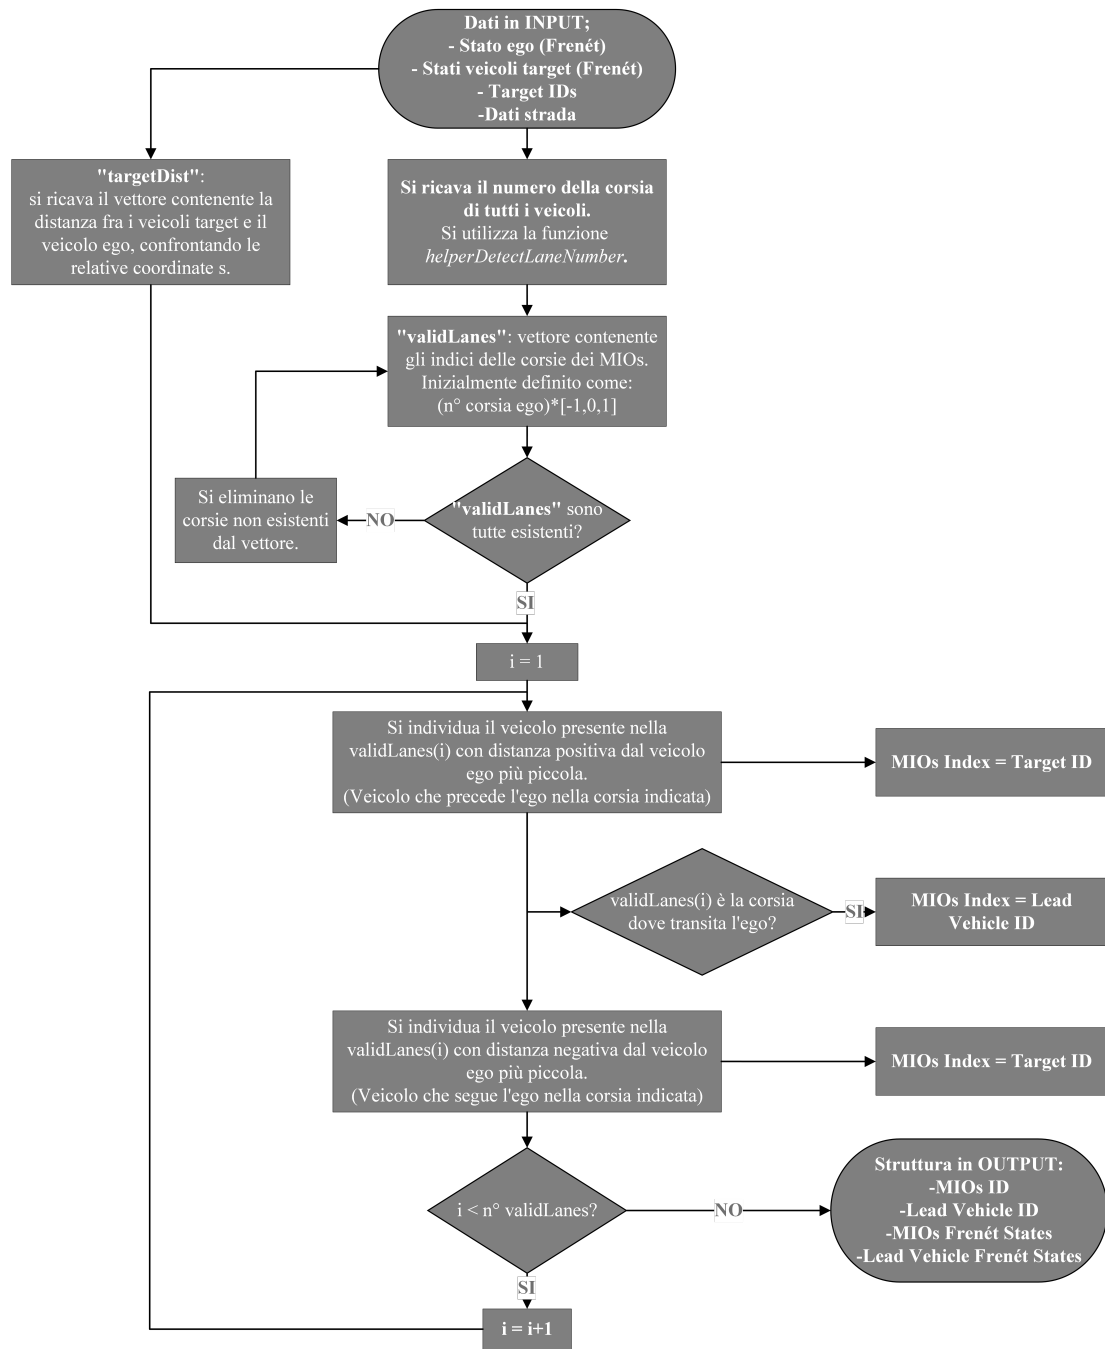 Dati in INPUT;
- Stato ego (Frenét)
- Stati veicoli target (Frenét)
- Target IDs
-Dati strada
"targetDist":
si ricava il vettore contenente la
distanza fra i veicoli target e il
veicolo ego, confrontando le
relative coordinate s.
Si ricava il numero della corsia
di tutti i veicoli.
Si utilizza la funzione
helperDetectLaneNumber.
"validLanes": vettore contenente
gli indici delle corsie dei MIOs.
Inizialmente definito come:
(n° corsia ego)*[-1,0,1]
Si eliminano le
corsie non esistenti
dal vettore.
NO
"validLanes" sono
tutte esistenti?
SI
i = 1
Si individua il veicolo presente nella
validLanes(i) con distanza positiva dal veicolo
ego più piccola.
(Veicolo che precede l'ego nella corsia indicata)
MIOs Index = Target ID
validLanes(i) è la corsia
dove transita l'ego?
SI
MIOs Index = Lead
Vehicle ID
Si individua il veicolo presente nella
validLanes(i) con distanza negativa dal veicolo
ego più piccola.
(Veicolo che segue l'ego nella corsia indicata)
MIOs Index = Target ID
i < n° validLanes?
NO
Struttura in OUTPUT:
-MIOs ID
-Lead Vehicle ID
-MIOs Frenét States
-Lead Vehicle Frenét States
SI
i = i+1